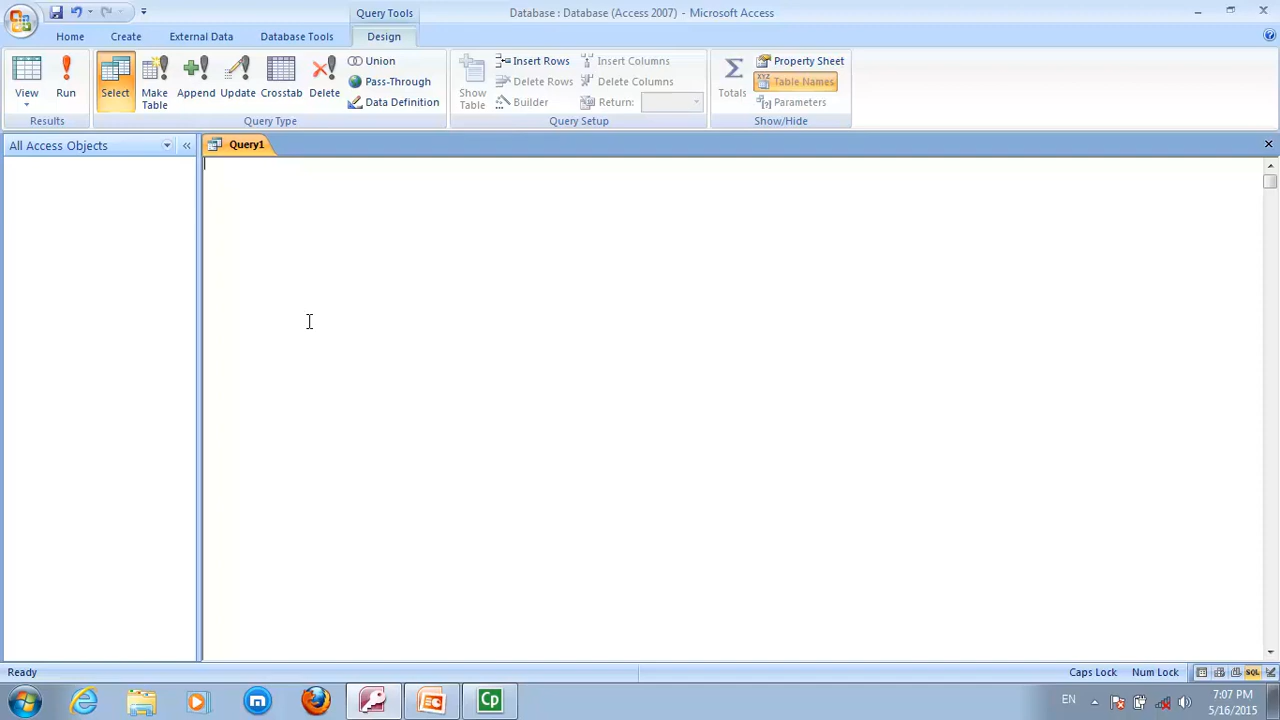 Query Tools
Database : Database (Access 2007) - Microsoft Access
Home
Create
External Data
Database Tools
Design
View
Run
Results
Select
Make
Table
Append
Update
Crosstab
Delete
Union
Pass-Through
Data Definition
Query Type
Show
Table
Insert Rows
Delete Rows
Builder
Insert Columns
Delete Columns
Return:
Query Setup
Totals
Property Sheet
XYZ
Table Names
Parameters
Show/Hide
All Access Objects
«
Query1
Ready
Caps Lock
Num Lock
SQL
Cp
EN
7:07 PM
5/16/2015